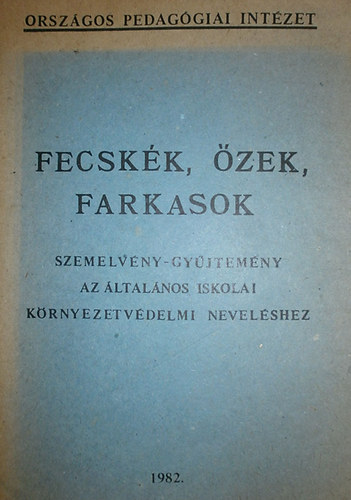 ORSZÁGOS PEDAGÓGIAI INTÉZET
FECSKÉK, ŐZEK,
FARKASOK
SZEMELVÉNY-GYŰJTEMÉNY
AZ ÁLTALÁNOS ISKOLAI
KÖRNYEZETVÉDELMI NEVELÉSHEZ
1982.